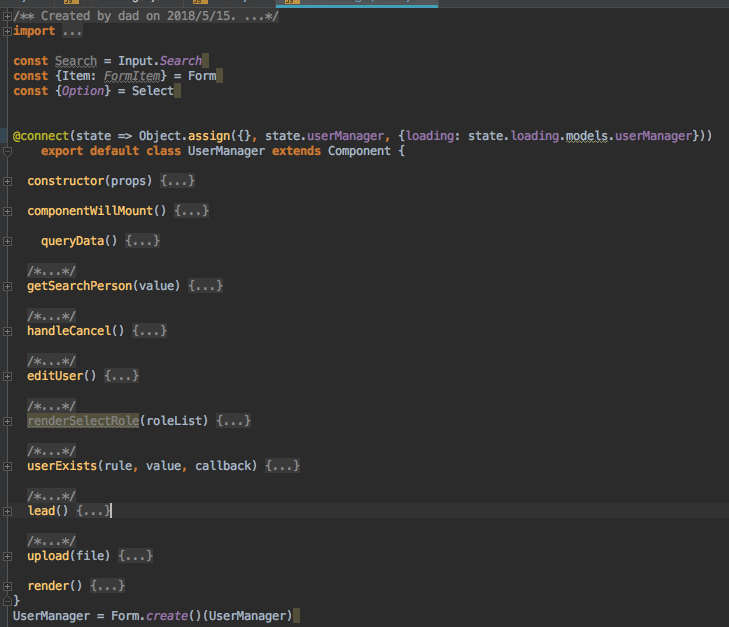 /** Created by dad on 2018/5/15. ...*/
import ...
const Search = Input.Search
const {Item: FormItem} = Form
const {Option} = Select
@connect(state => Object.assign({}, state.userManager, {loading: state.loading.models.userManager}))
export default class UserManager extends Component {
constructor(props) {...}
componentWillMount() {...}
queryData() {...}
/*...*/
getSearchPerson(value) {...}
/*...*/
handleCancel() {...}
/*...*/
editUser() {...}
/*...*/
renderSelectRole(roleList) {...}
/*...*/
userExists(rule, value, callback) {...}
/*...*/
lead() {...}
/*...*/
upload(file) {...}
render() {...}
}
UserManager = Form.create()(UserManager)